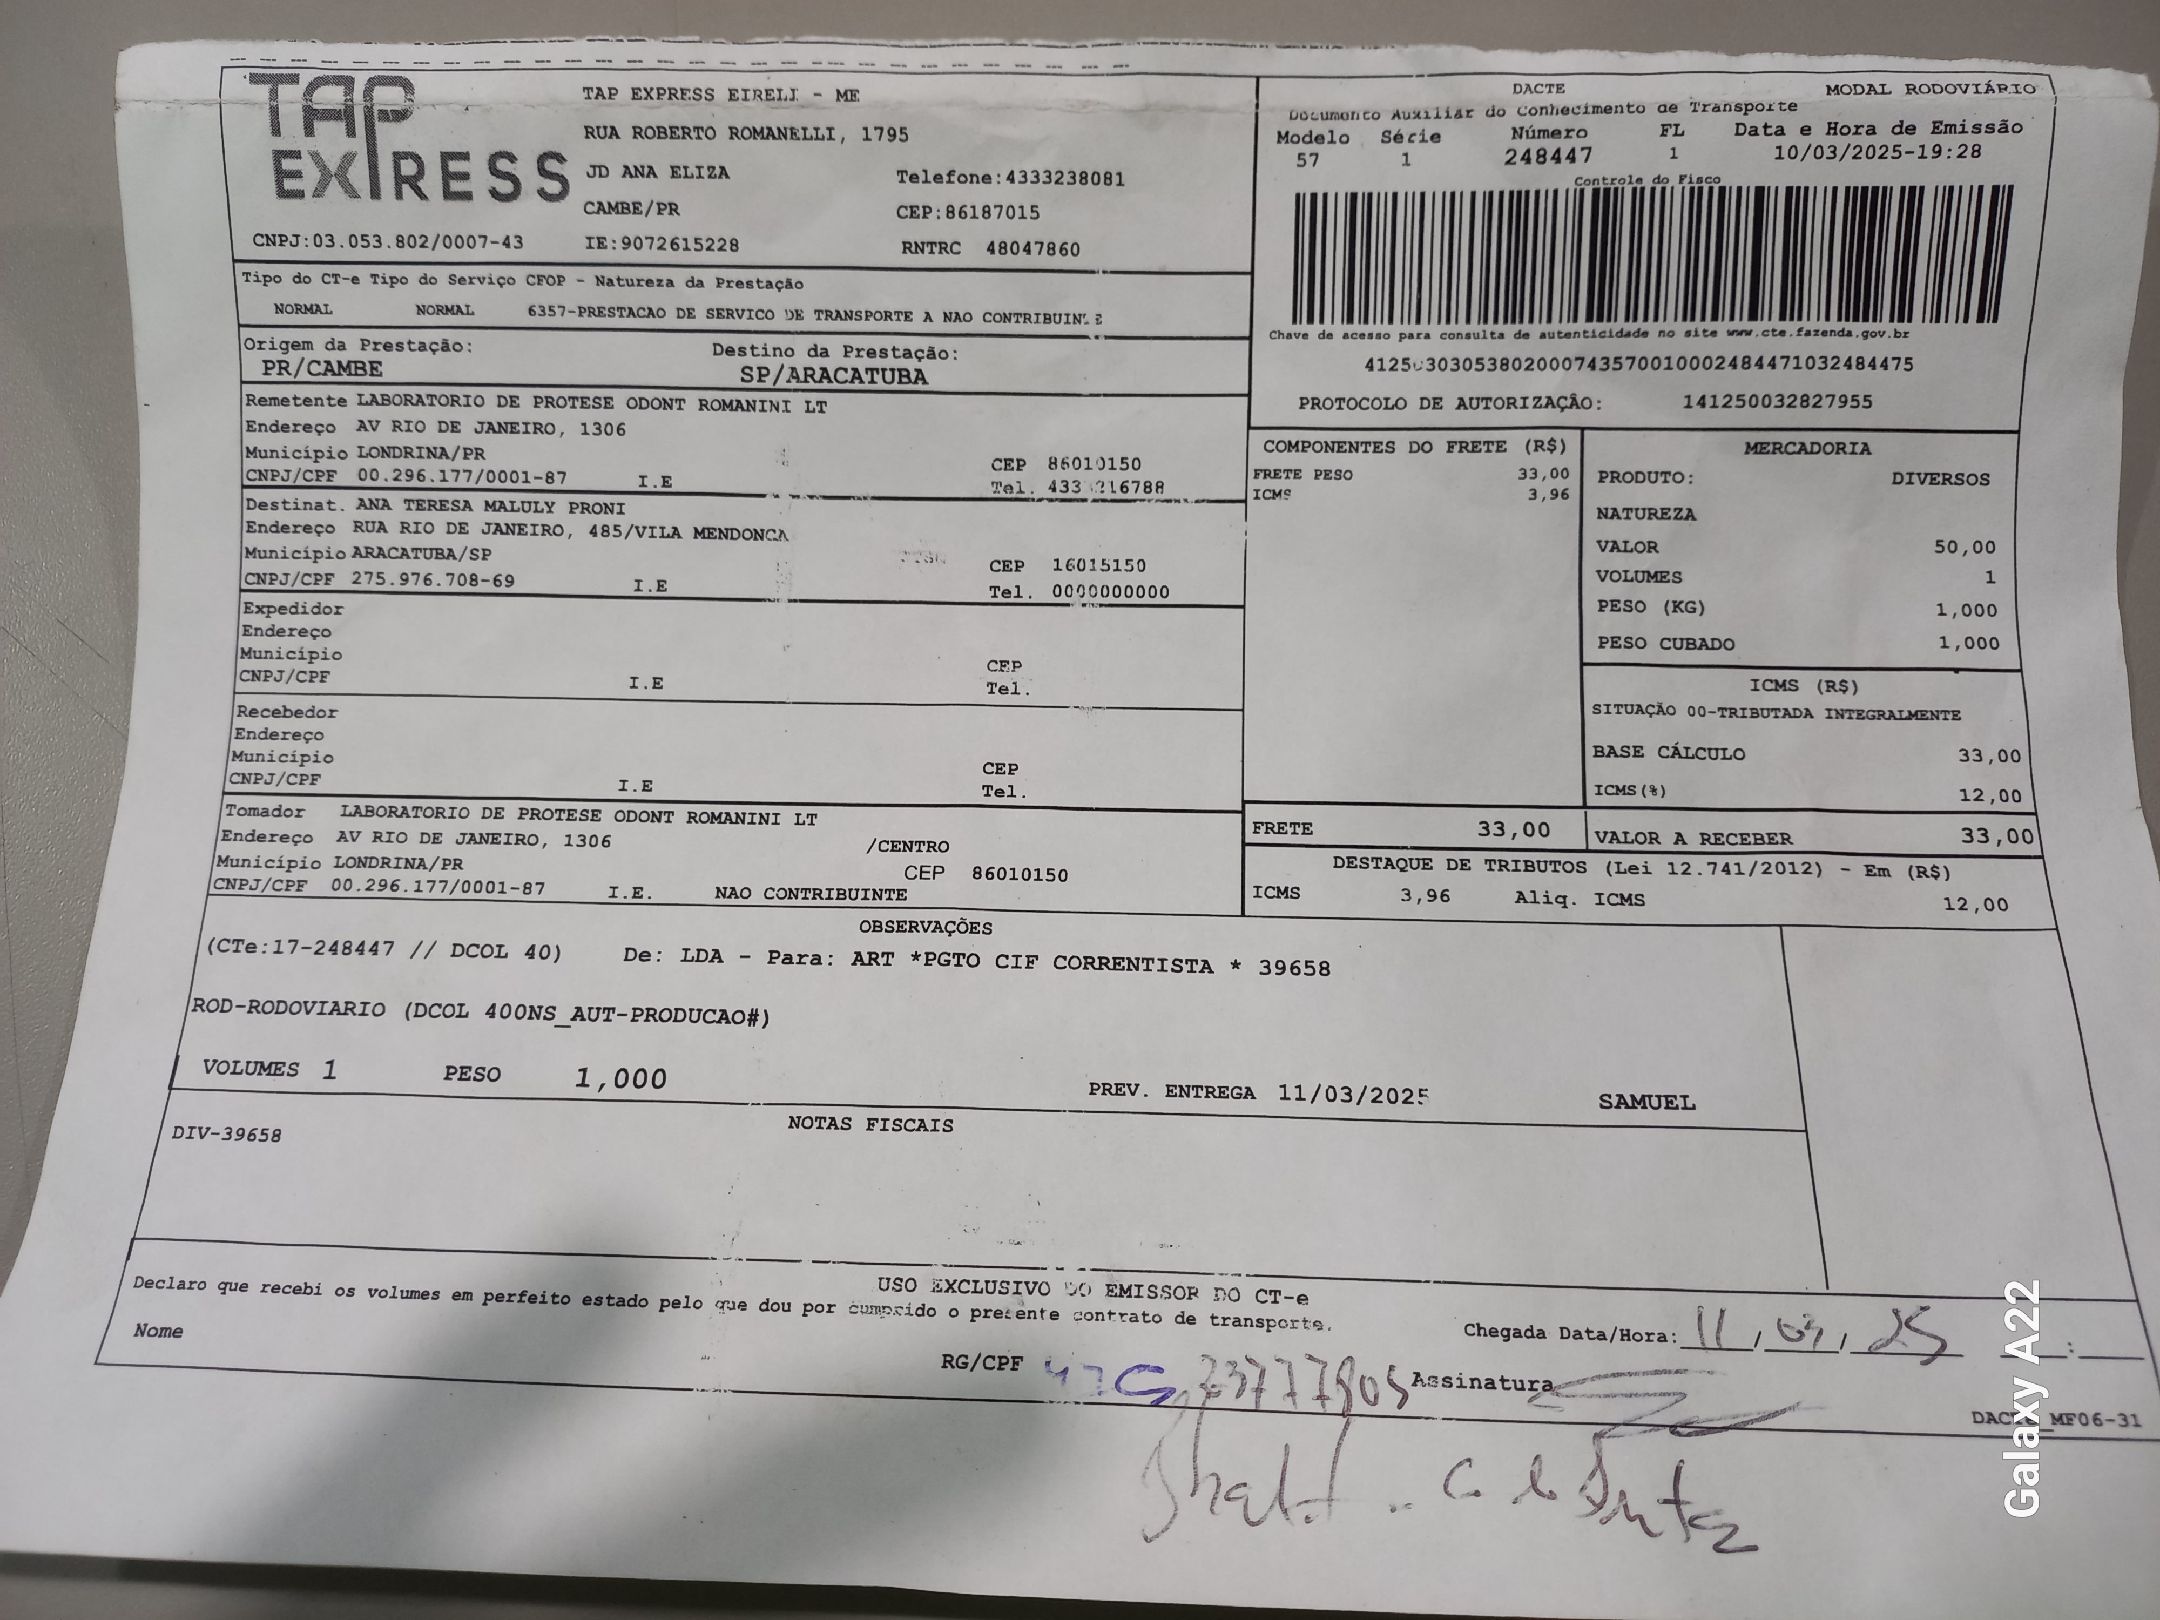 TAP EXPRESS
TAP EXPRESS EIRELI - ME
RUA ROBERTO ROMANELLI, 1795
JD ANA ELIZA Telefone:4333238081
CAMBE/PR CEP:86187015
CNPJ:03.053.802/0007-43 IE:9072615228 RNTRC 48047860
DACTE MODAL RODOVIÁRIO
Documento Auxiliar do Conhecimento de Transporte
Modelo Série Número FL Data e Hora de Emissão
57 1 248447 1 10/03/2025-19:28
Controle do Fisco
Chave de acesso para consulta de autenticidade no site www.cte.fazenda.gov.br
PROTOCOLO DE AUTORIZAÇÃO: 141250032827955
Tipo do CT-e Tipo do Serviço CFOP - Natureza da Prestação
NORMAL NORMAL 6357-PRESTACAO DE SERVICO DE TRANSPORTE A NAO
Origem da Prestação: Destino da Prestação:
PR/CAMBE SP/ARACATUBA
Remetente LABORATORIO DE PROTESE ODONT ROMANINI LT
Endereço AV RIO DE JANEIRO, 1306
Município LONDRINA/PR CEP 86010150
CNPJ/CPF 00.296.177/0001-87 I.E Tel.
Destinat. ANA TERESA MALULY PRONI
Endereço RUA RIO DE JANEIRO, 485/VILA MENDONCA
Município ARACATUBA/SP CEP 16015150
CNPJ/CPF 275.976.708-69 I.E Tel. 0000000000
Expedidor
Endereço
Município CEP
CNPJ/CPF I.E Tel.
Recebedor
Endereço
Município CEP
CNPJ/CPF I.E Tel.
Tomador LABORATORIO DE PROTESE ODONT ROMANINI LT
Endereço AV RIO DE JANEIRO, 1306 /CENTRO
Município LONDRINA/PR CEP 86010150
CNPJ/CPF 00.296.177/0001-87 I.E. NAO CONTRIBUINTE
COMPONENTES DO FRETE (R$)
FRETE PESO 33,00
ICMS 3,96
MERCADORIA
PRODUTO: DIVERSOS
NATUREZA
VALOR 50,00
VOLUMES 1
PESO (KG) 1,000
PESO CUBADO 1,000
ICMS (R$)
SITUAÇÃO 00-TRIBUTADA INTEGRALMENTE
BASE CÁLCULO 33,00
ICMS(%) 12,00
FRETE 33,00 VALOR A RECEBER 33,00
DESTAQUE DE TRIBUTOS (Lei 12.741/2012) - Em (R$)
ICMS 3,96 Aliq. ICMS 12,00
OBSERVAÇÕES
(CTe:17-248447 // DCOL 40) De: LDA - Para: ART *PGTO CIF CORRENTISTA * 39658
ROD-RODOVIARIO (DCOL 400NS_AUT-PRODUCAO#)
VOLUMES 1 PESO 1,000 PREV. ENTREGA 11/03/2025 SAMUEL
NOTAS FISCAIS
DIV-39658
USO EXCLUSIVO DO EMISSOR DO CT-e
Declaro que recebi os volumes em perfeito estado pelo que dou por cumprido o presente contrato de transporte.
Nome Chegada Data/Hora: 11/03/25 :
RG/CPF Assinatura
MF06-31
Galaxy A22